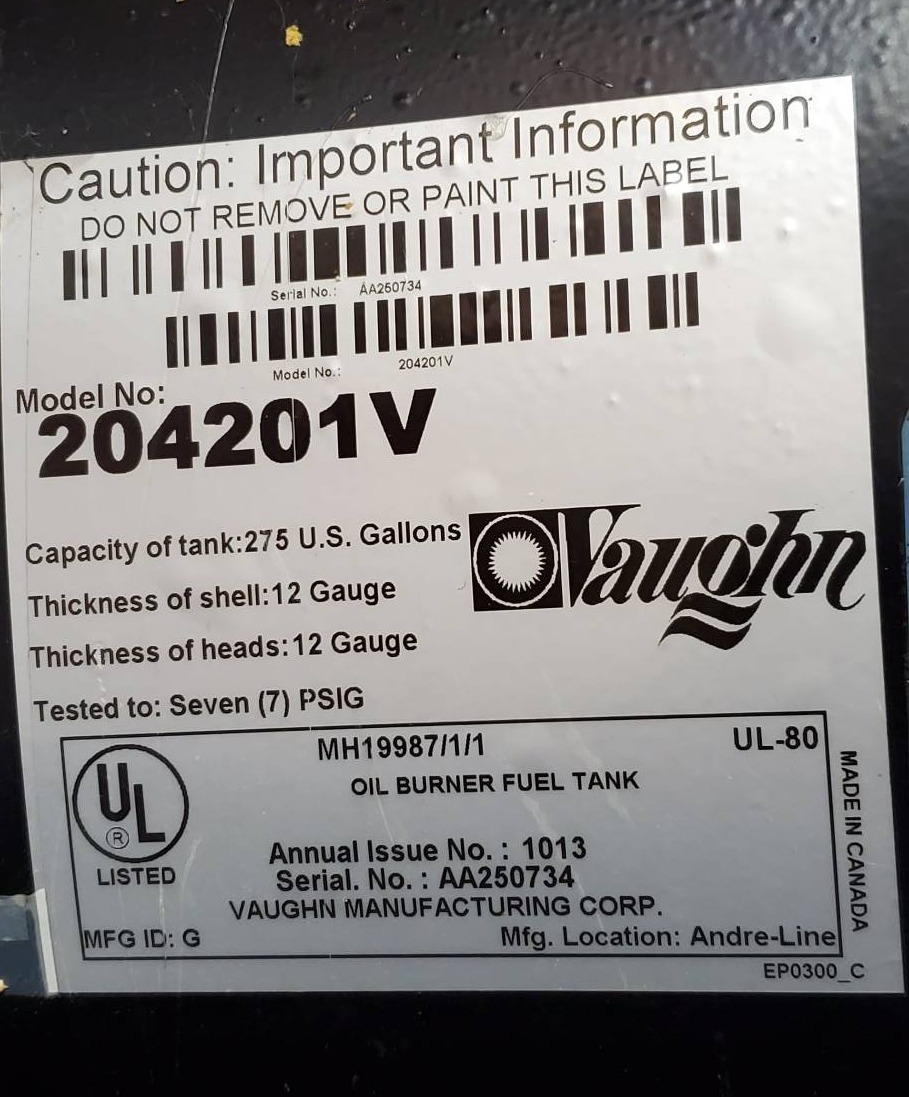 Caution: Important Information
DO NOT REMOVE OR PAINT THIS LABEL
Serial No.: AA250734
Model No.: 204201V
Model No:
204201V
Capacity of tank:275 U.S. Gallons
Thickness of shell:12 Gauge
Thickness of heads:12 Gauge
Tested to: Seven (7) PSIG
Vaughn
MH19987/1/1
UL-80
OIL BURNER FUEL TANK
UL
®
LISTED
Annual Issue No. : 1013
Serial. No. : AA250734
VAUGHN MANUFACTURING CORP.
MFG ID: G
Mfg. Location: Andre-Line
MADE IN CANADA
EP0300_C